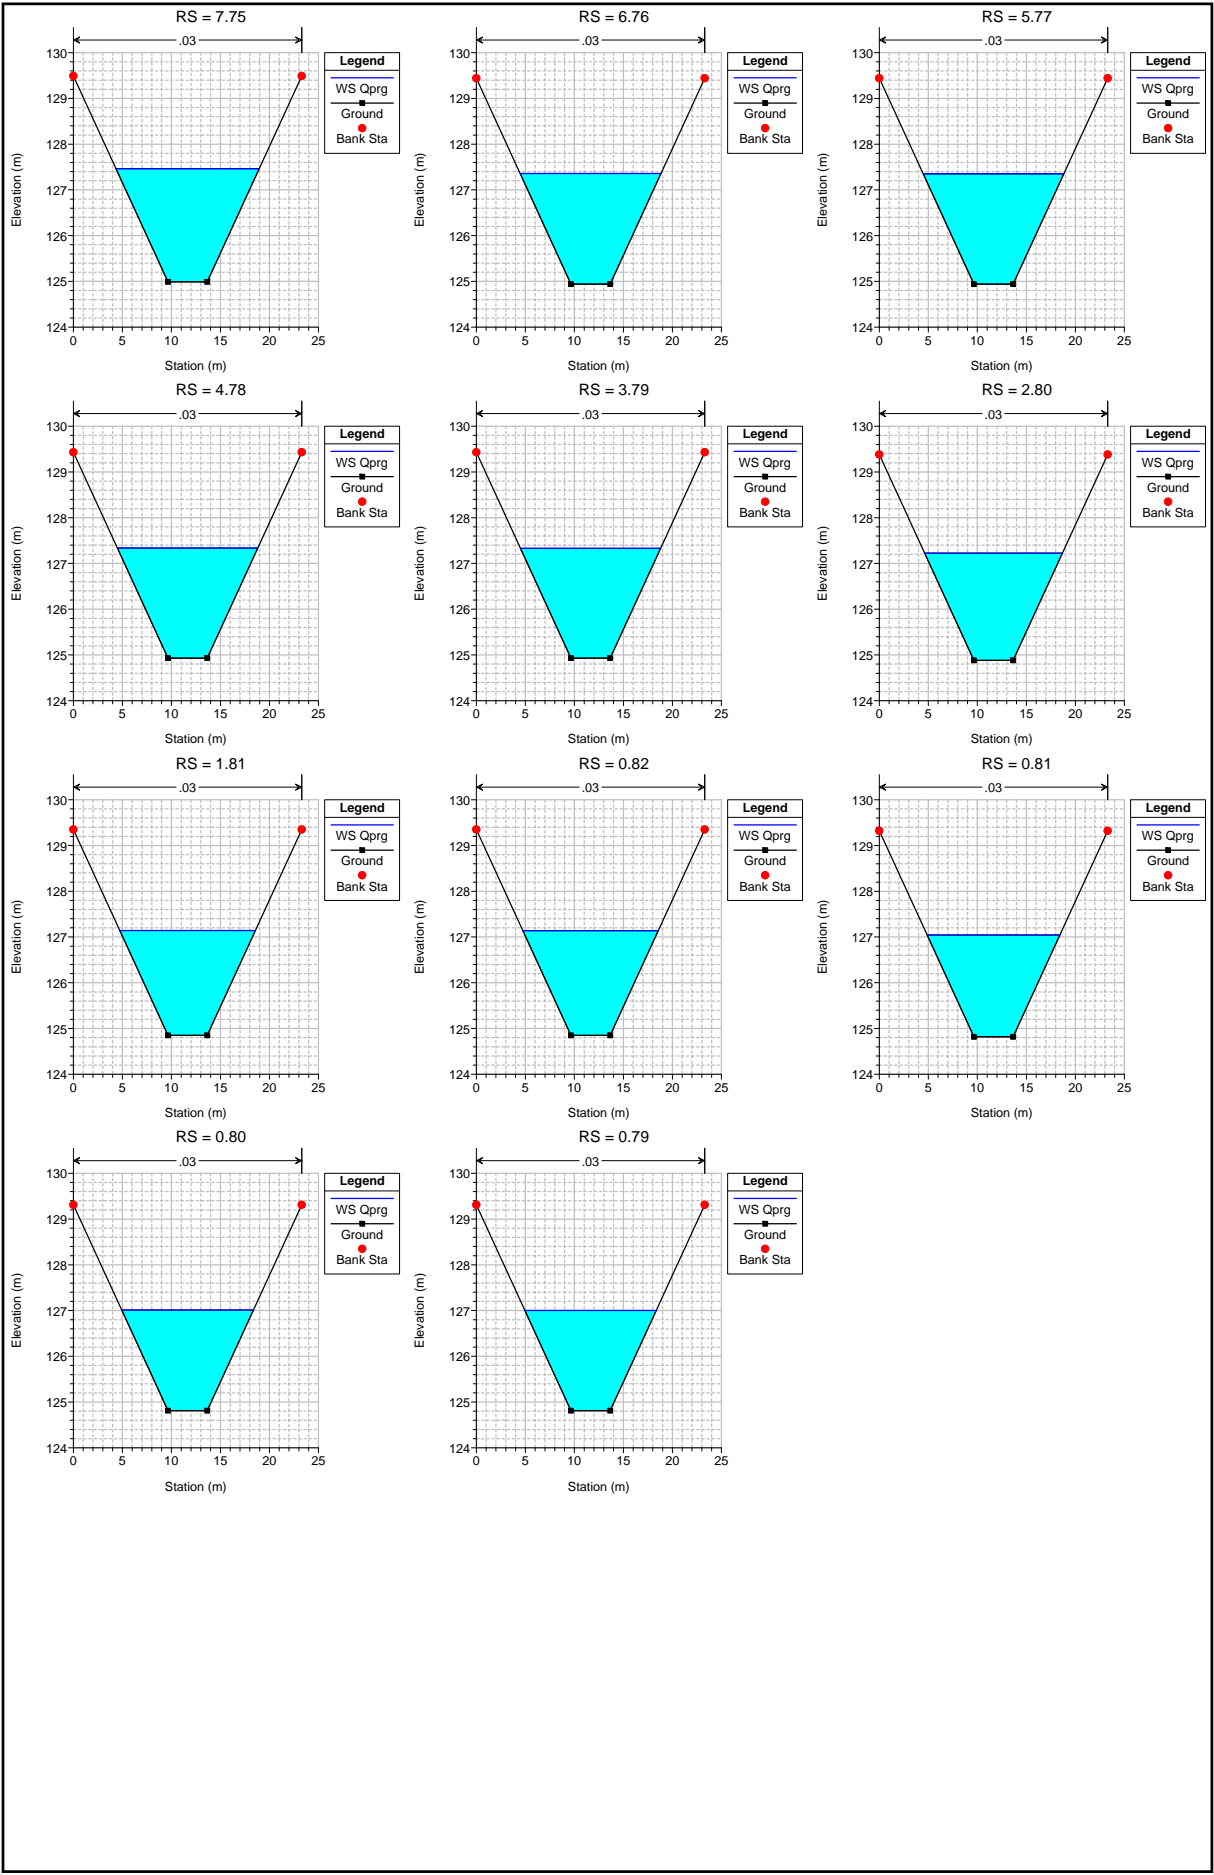 RS = 7.75
.03
Elevation (m)
130
129
128
127
126
125
124
0 5 10 15 20 25
Station (m)
Legend
WS Qprg
Ground
Bank Sta
RS = 6.76
.03
Elevation (m)
130
129
128
127
126
125
124
0 5 10 15 20 25
Station (m)
Legend
WS Qprg
Ground
Bank Sta
RS = 5.77
.03
Elevation (m)
130
129
128
127
126
125
124
0 5 10 15 20 25
Station (m)
Legend
WS Qprg
Ground
Bank Sta
RS = 4.78
.03
Elevation (m)
130
129
128
127
126
125
124
0 5 10 15 20 25
Station (m)
Legend
WS Qprg
Ground
Bank Sta
RS = 3.79
.03
Elevation (m)
130
129
128
127
126
125
124
0 5 10 15 20 25
Station (m)
Legend
WS Qprg
Ground
Bank Sta
RS = 2.80
.03
Elevation (m)
130
129
128
127
126
125
124
0 5 10 15 20 25
Station (m)
Legend
WS Qprg
Ground
Bank Sta
RS = 1.81
.03
Elevation (m)
130
129
128
127
126
125
124
0 5 10 15 20 25
Station (m)
Legend
WS Qprg
Ground
Bank Sta
RS = 0.82
.03
Elevation (m)
130
129
128
127
126
125
124
0 5 10 15 20 25
Station (m)
Legend
WS Qprg
Ground
Bank Sta
RS = 0.81
.03
Elevation (m)
130
129
128
127
126
125
124
0 5 10 15 20 25
Station (m)
Legend
WS Qprg
Ground
Bank Sta
RS = 0.80
.03
Elevation (m)
130
129
128
127
126
125
124
0 5 10 15 20 25
Station (m)
Legend
WS Qprg
Ground
Bank Sta
RS = 0.79
.03
Elevation (m)
130
129
128
127
126
125
124
0 5 10 15 20 25
Station (m)
Legend
WS Qprg
Ground
Bank Sta